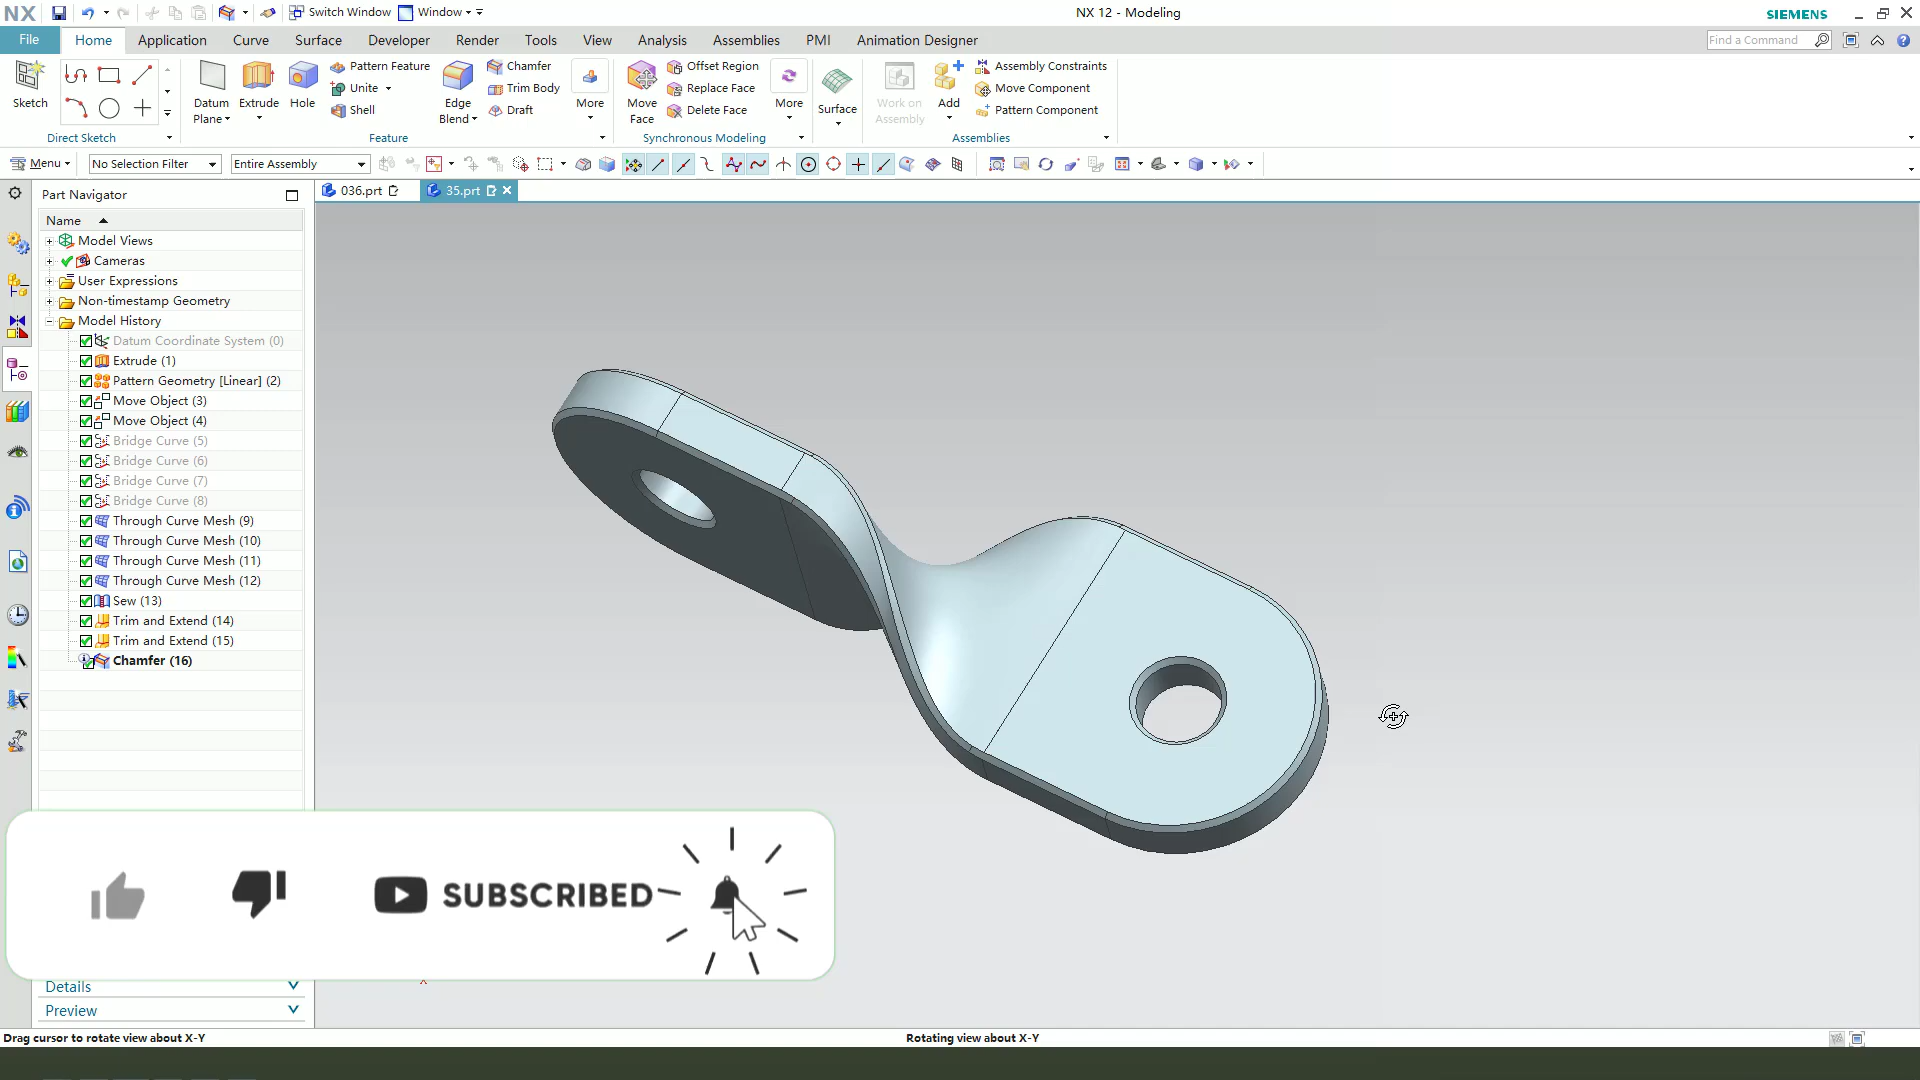 NX Switch Window Window NX 12 - Modeling SIEMENS
File Home Application Curve Surface Developer Render Tools View Analysis Assemblies PMI Animation Designer Find a Command
Sketch
Direct Sketch
Datum Plane
Extrude
Hole
Pattern Feature
Unite
Shell
Edge Blend
Chamfer
Trim Body
Draft
More
Feature
Move Face
Offset Region
Replace Face
Delete Face
More
Synchronous Modeling
Surface
Work on Assembly
Add
Assembly Constraints
Move Component
Pattern Component
Assemblies
Menu No Selection Filter Entire Assembly
Part Navigator
036.prt 35.prt
Name
Model Views
Cameras
User Expressions
Non-timestamp Geometry
Model History
Datum Coordinate System (0)
Extrude (1)
Pattern Geometry [Linear] (2)
Move Object (3)
Move Object (4)
Bridge Curve (5)
Bridge Curve (6)
Bridge Curve (7)
Bridge Curve (8)
Through Curve Mesh (9)
Through Curve Mesh (10)
Through Curve Mesh (11)
Through Curve Mesh (12)
Sew (13)
Trim and Extend (14)
Trim and Extend (15)
Chamfer (16)
SUBSCRIBED
Details
Preview
Drag cursor to rotate view about X-Y Rotating view about X-Y